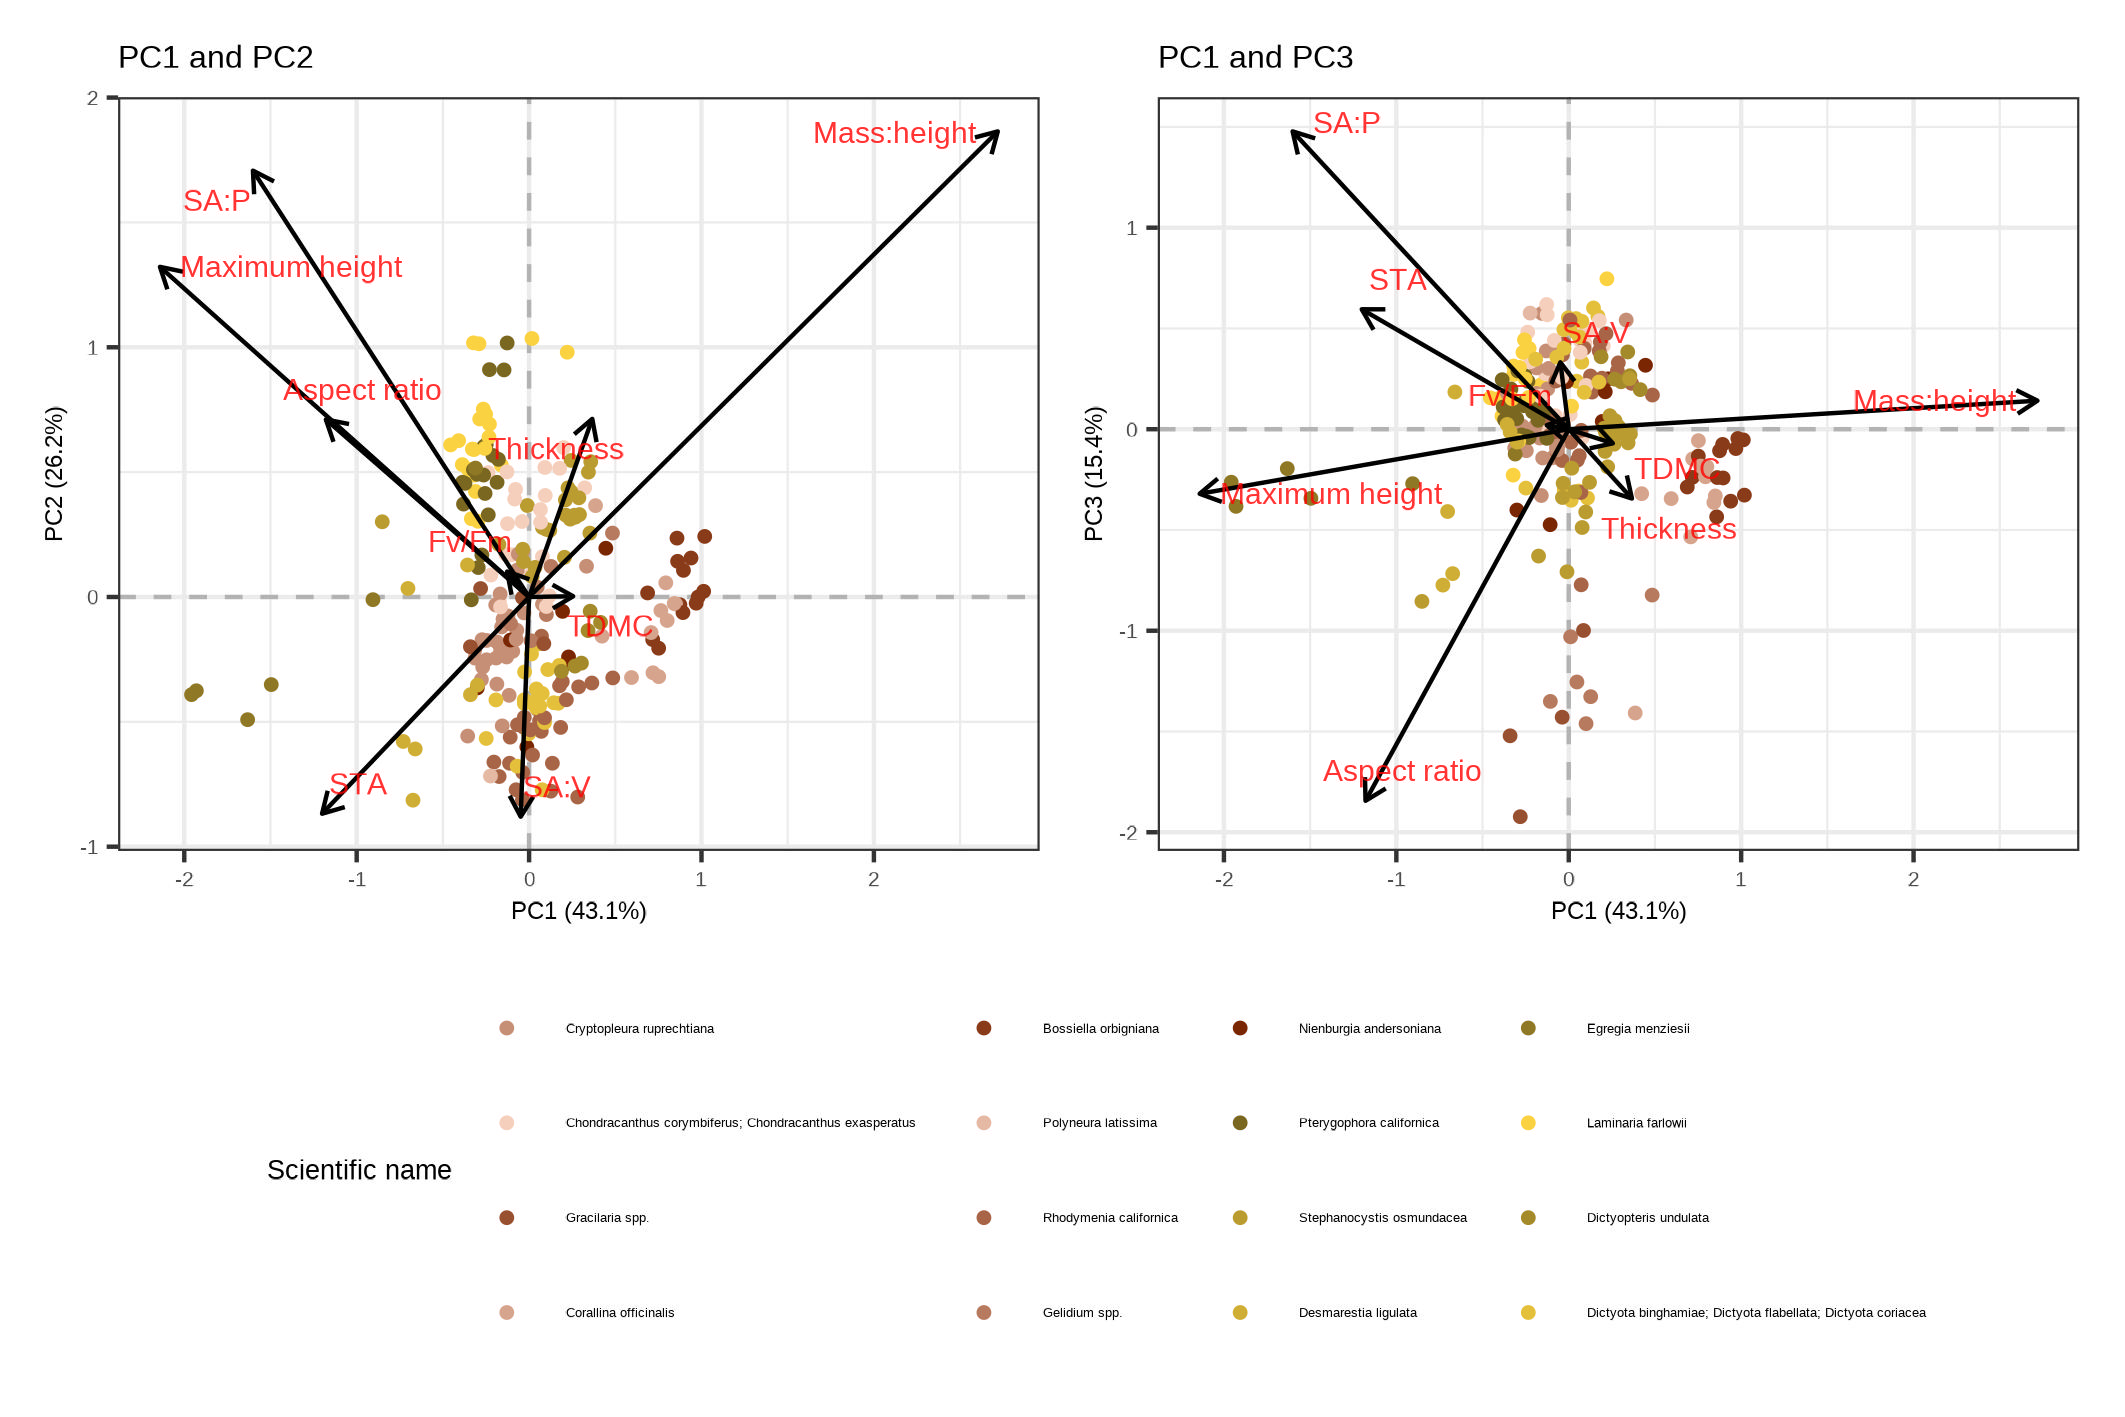 PC1 and PC2
2
1
0
-1
PC2 (26.2%)
Mass:height
SA:P
Maximum height
Aspect ratio
Thickness
Fv/Fm
TDMC
STA
SA:V
-2
-1
0
1
2
PC1 (43.1%)
PC1 and PC3
1
0
-1
-2
PC3 (15.4%)
SA:P
STA
SA:V
Fv/Fm
Mass:height
TDMC
Maximum height
Thickness
Aspect ratio
-2
-1
0
1
2
PC1 (43.1%)
Scientific name
Cryptopleura ruprechtiana
Bossiella orbigniana
Nienburgia andersoniana
Egregia menziesii
Chondracanthus corymbiferus; Chondracanthus exasperatus
Polyneura latissima
Pterygophora californica
Laminaria farlowii
Gracilaria spp.
Rhodymenia californica
Stephanocystis osmundacea
Dictyopteris undulata
Corallina officinalis
Gelidium spp.
Desmarestia ligulata
Dictyota binghamiae; Dictyota flabellata; Dictyota coriacea